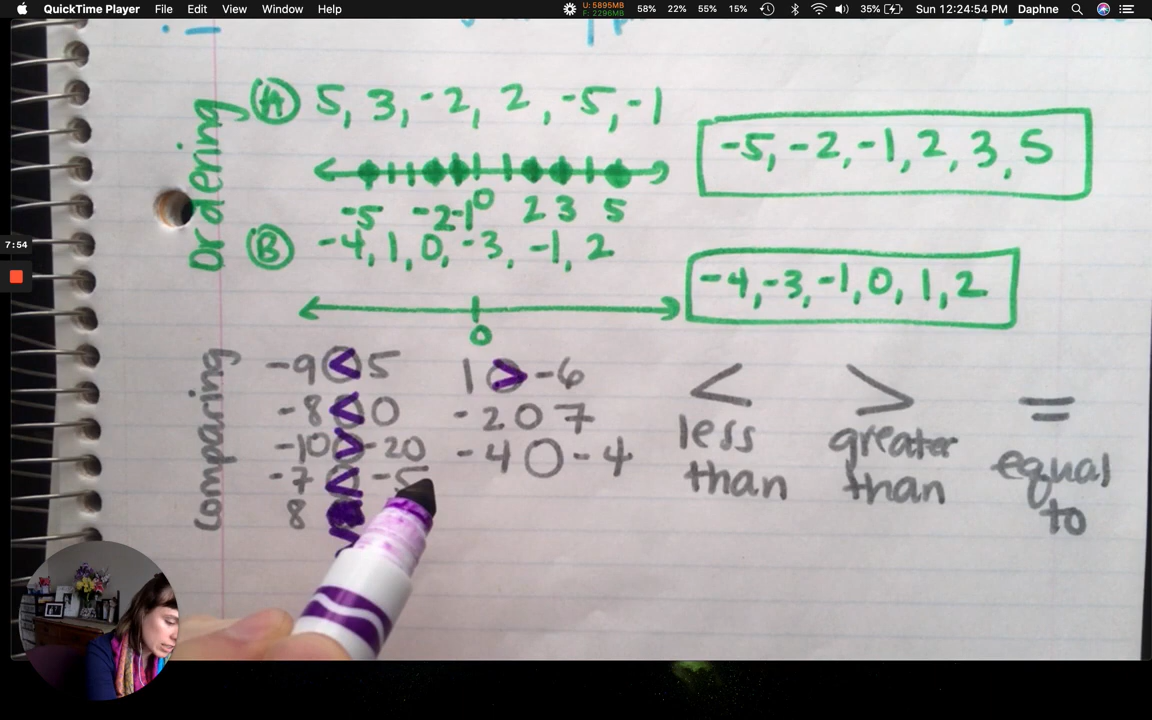 QuickTime Player File Edit View Window Help U: 5895MB F: 2296MB 58% 22% 55% 15% 35% Sun 12:24:54 PM Daphne
Ordering
A 5, 3, -2, 2, -5, -1
-5 -2 -1 0 2 3 5
-5, -2, -1, 2, 3, 5
7:54
B -4, 1, 0, -3, -1, 2
0
-4, -3, -1, 0, 1, 2
Comparing
-9 < 5 1 > -6
-8 < 0 -2 ○ 7
-10 > -20 -4 ○ -4
-7 < -5
8
< > =
less than
greater than
equal to